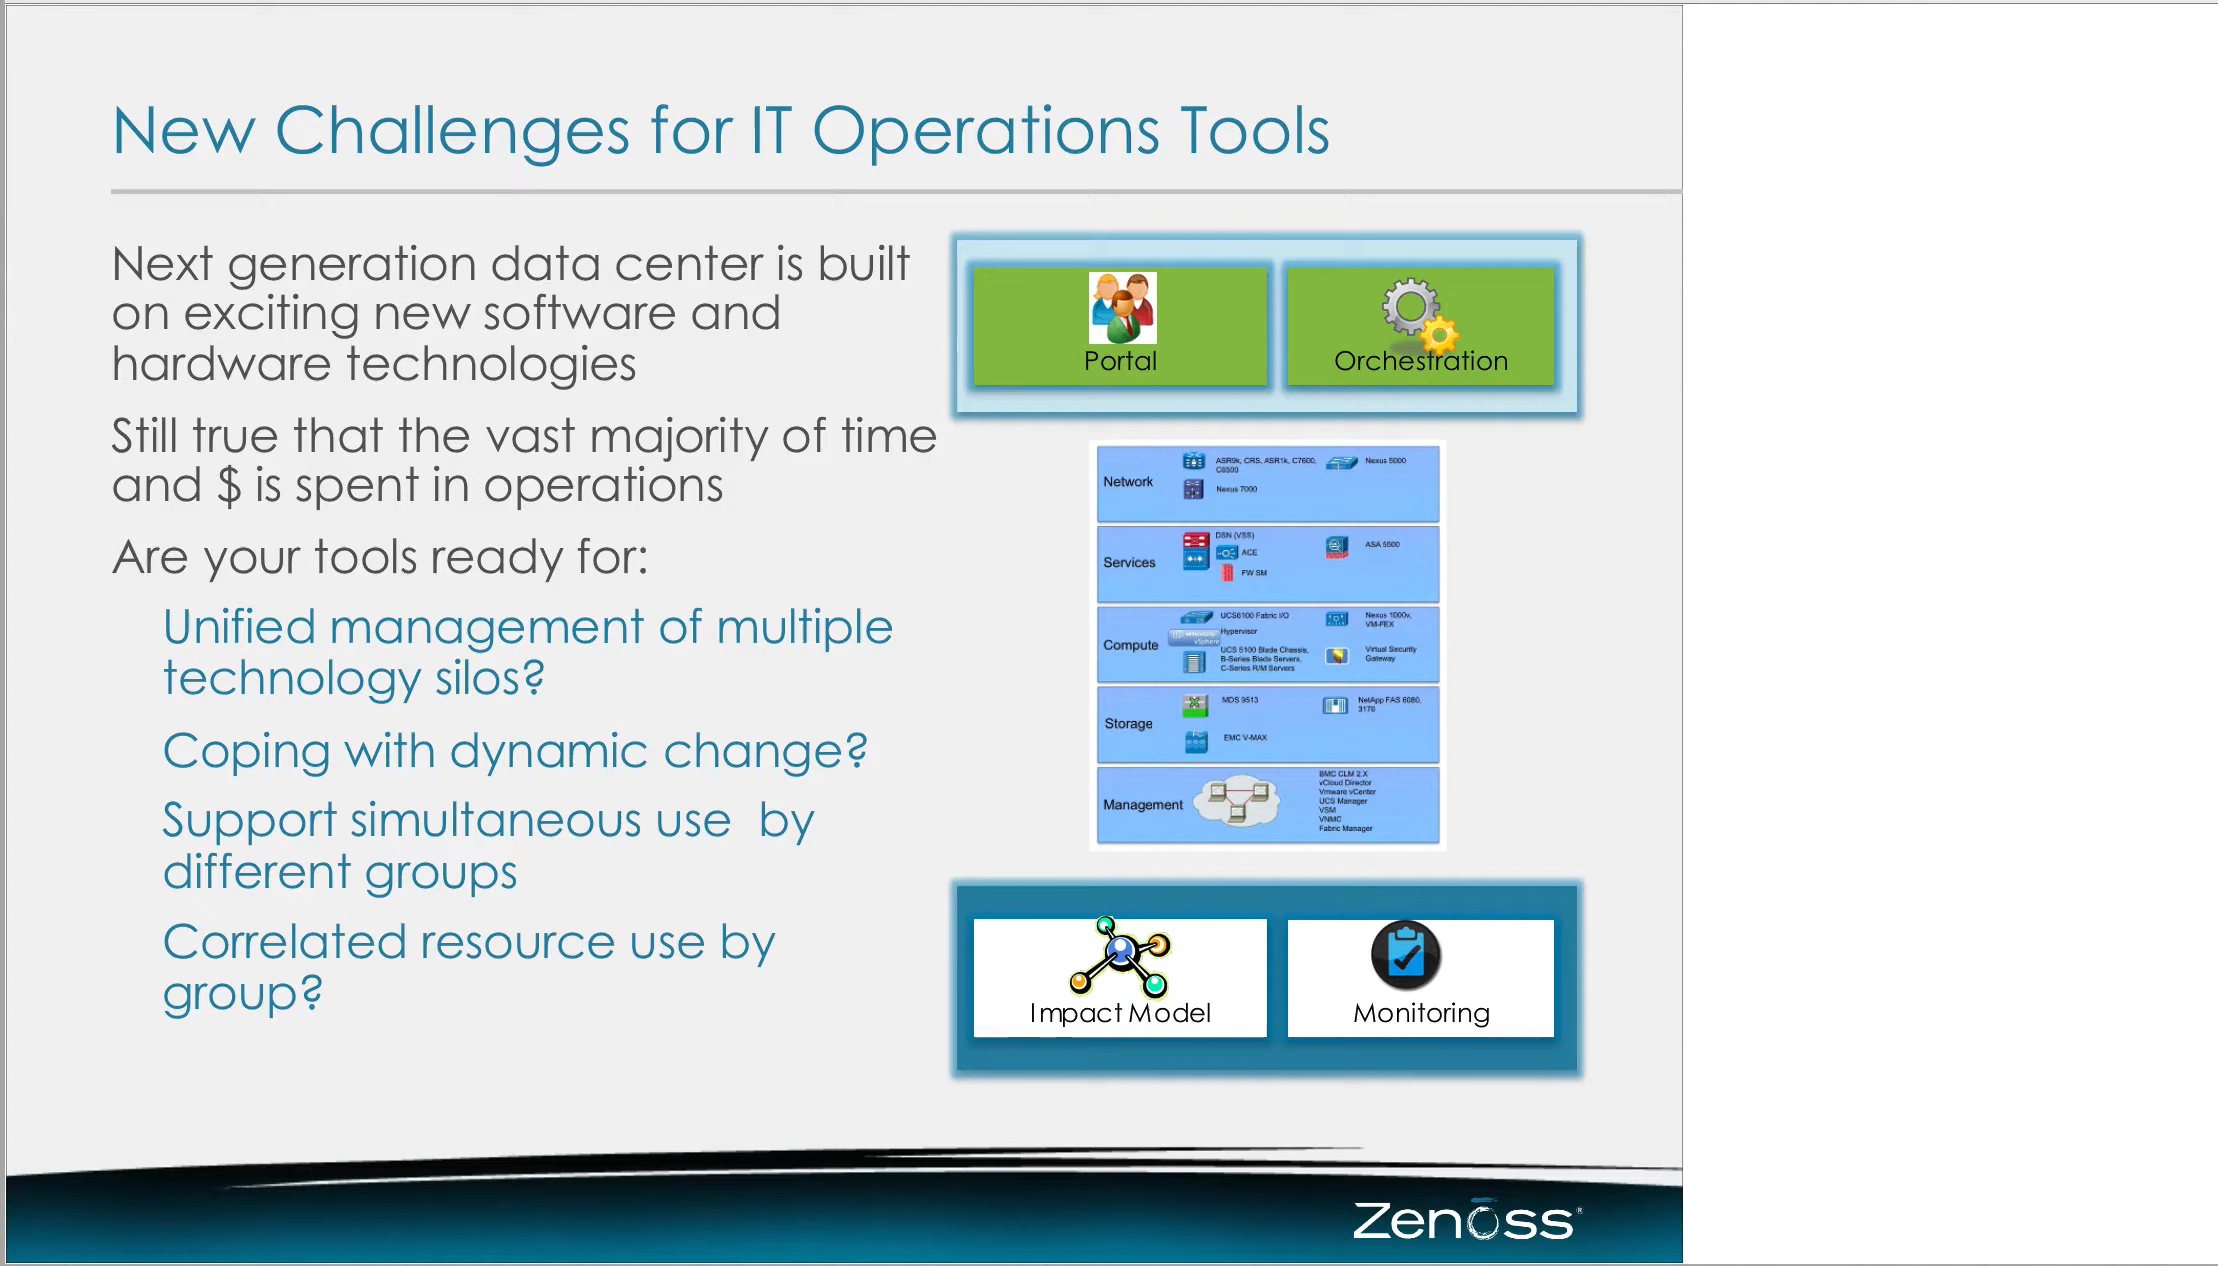 New Challenges for IT Operations Tools
Next generation data center is built
on exciting new software and
hardware technologies
Still true that the vast majority of time
and $ is spent in operations
Are your tools ready for:
Unified management of multiple
technology silos?
Coping with dynamic change?
Support simultaneous use  by
different groups
Correlated resource use by
group?
Portal
Orchestration
Network
ASR9k, CRS, ASR1k, C7600,
C6500
Nexus 5000
Nexus 7000
Services
DSN (VSS)
ACE
FW SM
ASA 5500
Compute
UCS6100 Fabric I/O
Nexus 1000v,
VM-FEX
vmware
vSphere
Hypervisor
UCS 5100 Blade Chassis,
B-Series Blade Servers,
C-Series R/M Servers
Virtual Security
Gateway
Storage
MDS 9513
NetApp FAS 6080,
3170
EMC V-MAX
Management
BMC CLM 2.X
vCloud Director
Vmware vCenter
UCS Manager
VSM
VNMC
Fabric Manager
Impact Model
Monitoring
Zenoss®